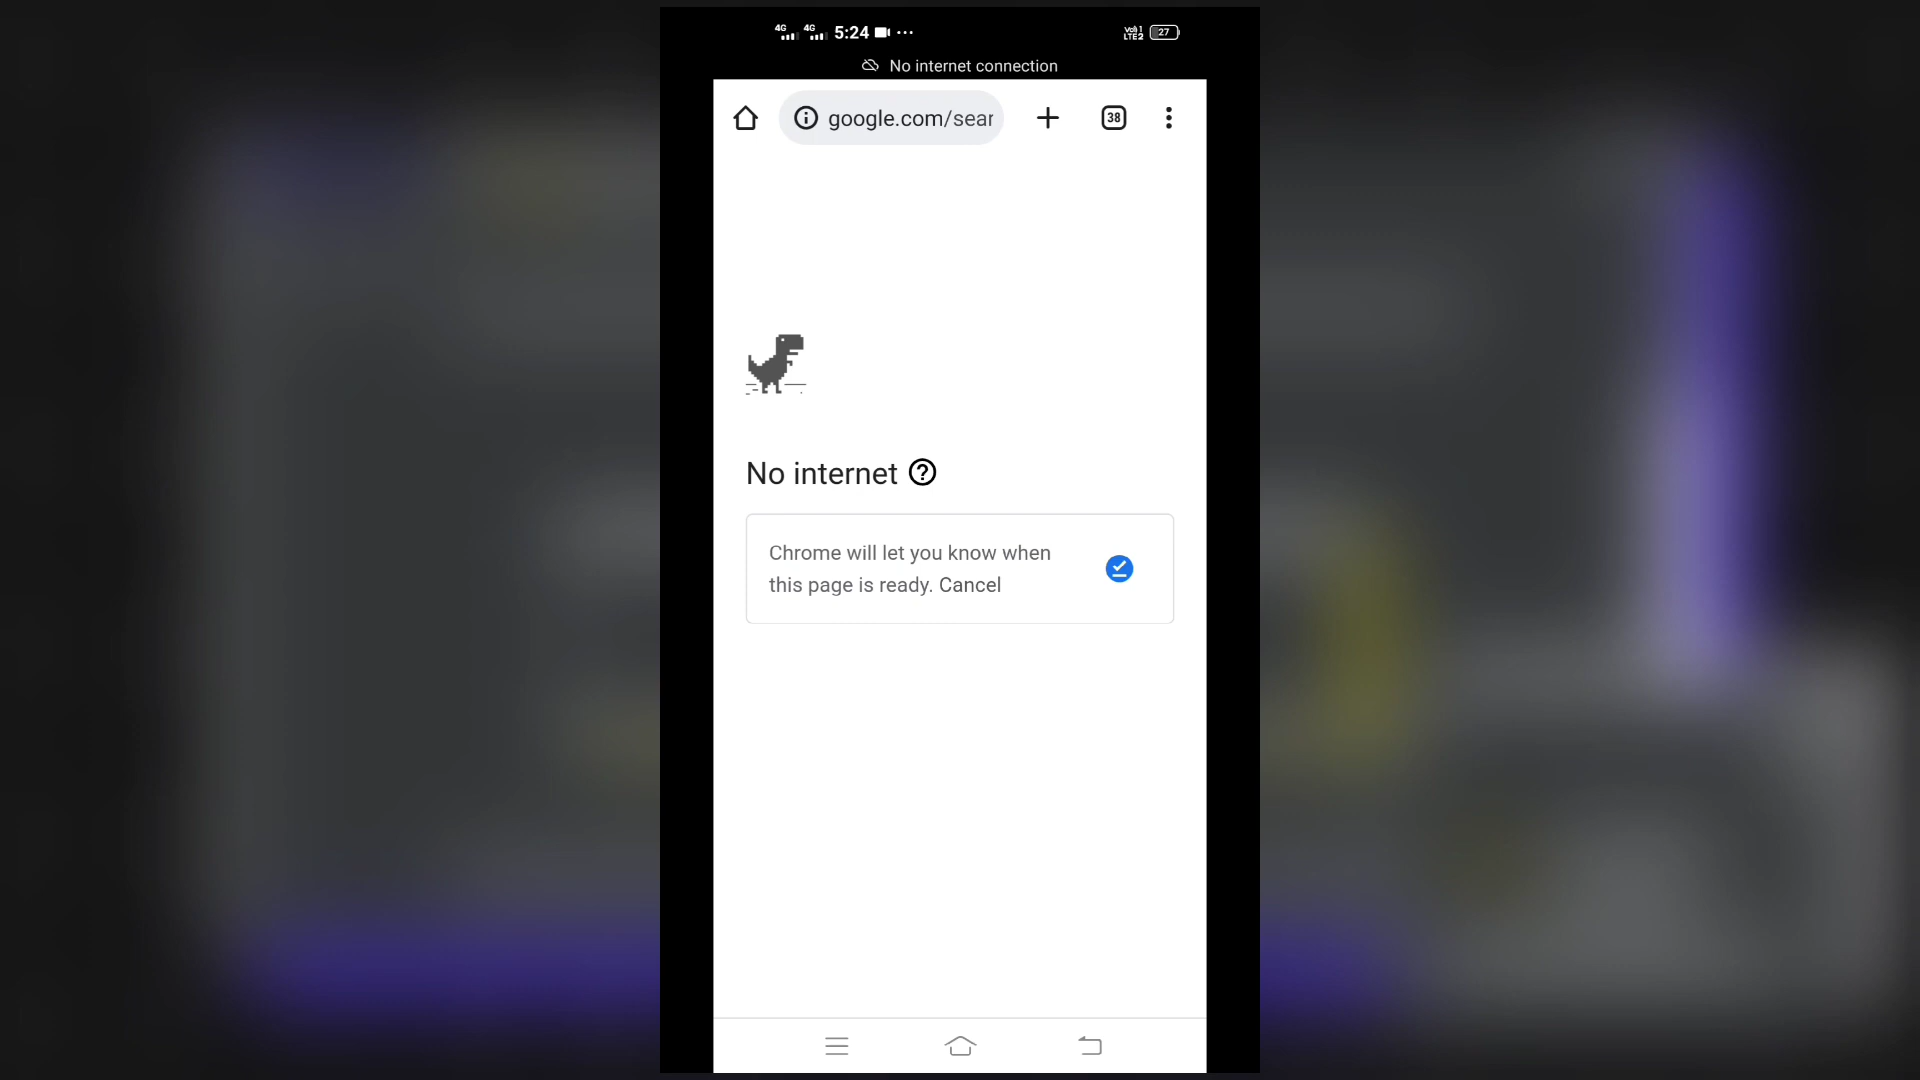 4G 4G 5:24 ... Vo) 1 LTE2 27
No internet connection
google.com/sear
38
No internet
Chrome will let you know when
this page is ready. Cancel